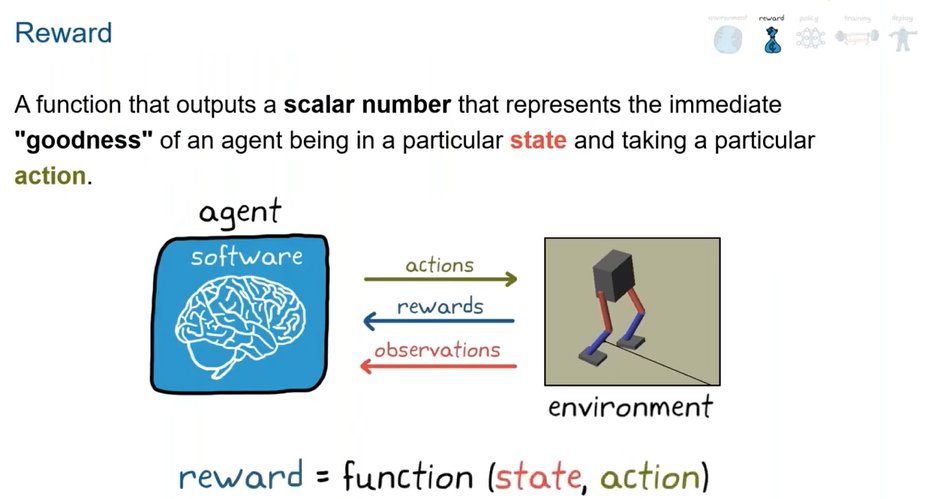 Reward
environment reward policy training deploy
A function that outputs a scalar number that represents the immediate
"goodness" of an agent being in a particular state and taking a particular
action.
agent
software
actions
rewards
observations
environment
reward = function (state, action)